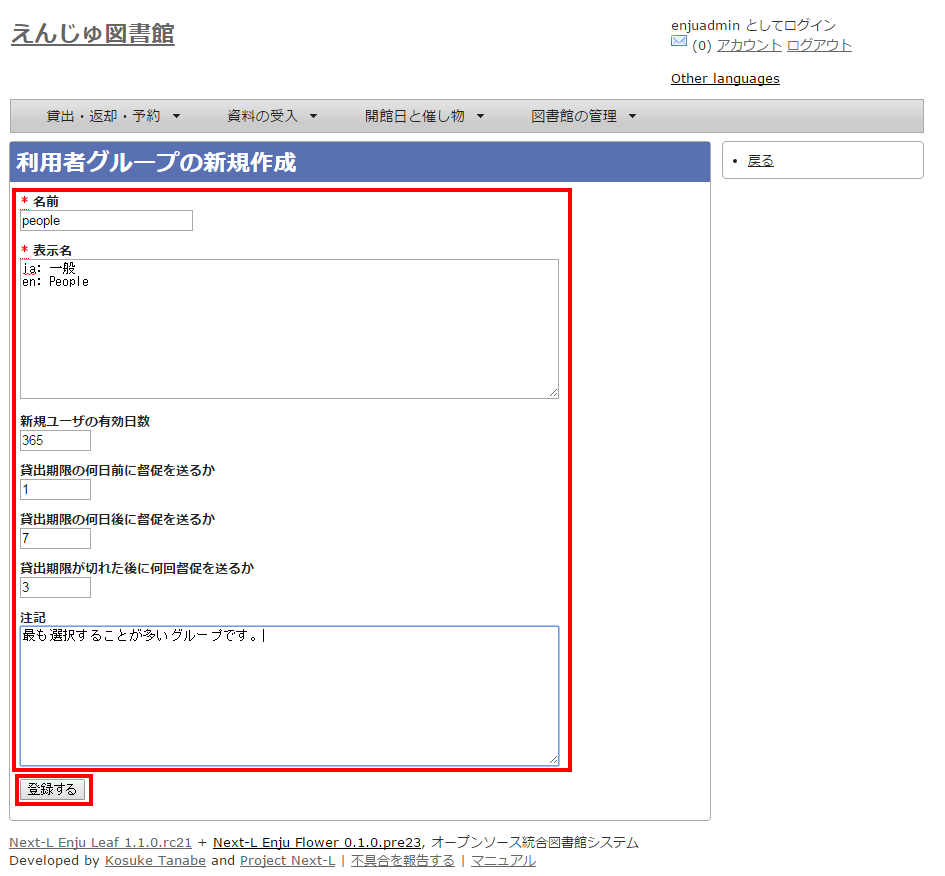 えんじゅ図書館
enjuadmin としてログイン
(0) アカウント ログアウト
Other languages
貸出・返却・予約 ▼ 資料の受入 ▼ 開館日と催し物 ▼ 図書館の管理 ▼
利用者グループの新規作成
• 戻る
* 名前
people
* 表示名
ja: 一般
en: People
新規ユーザの有効日数
365
貸出期限の何日前に督促を送るか
1
貸出期限の何日後に督促を送るか
7
貸出期限が切れた後に何回督促を送るか
3
注記
最も選択することが多いグループです。
登録する
Next-L Enju Leaf 1.1.0.rc21 + Next-L Enju Flower 0.1.0.pre23, オープンソース統合図書館システム
Developed by Kosuke Tanabe and Project Next-L | 不具合を報告する | マニュアル